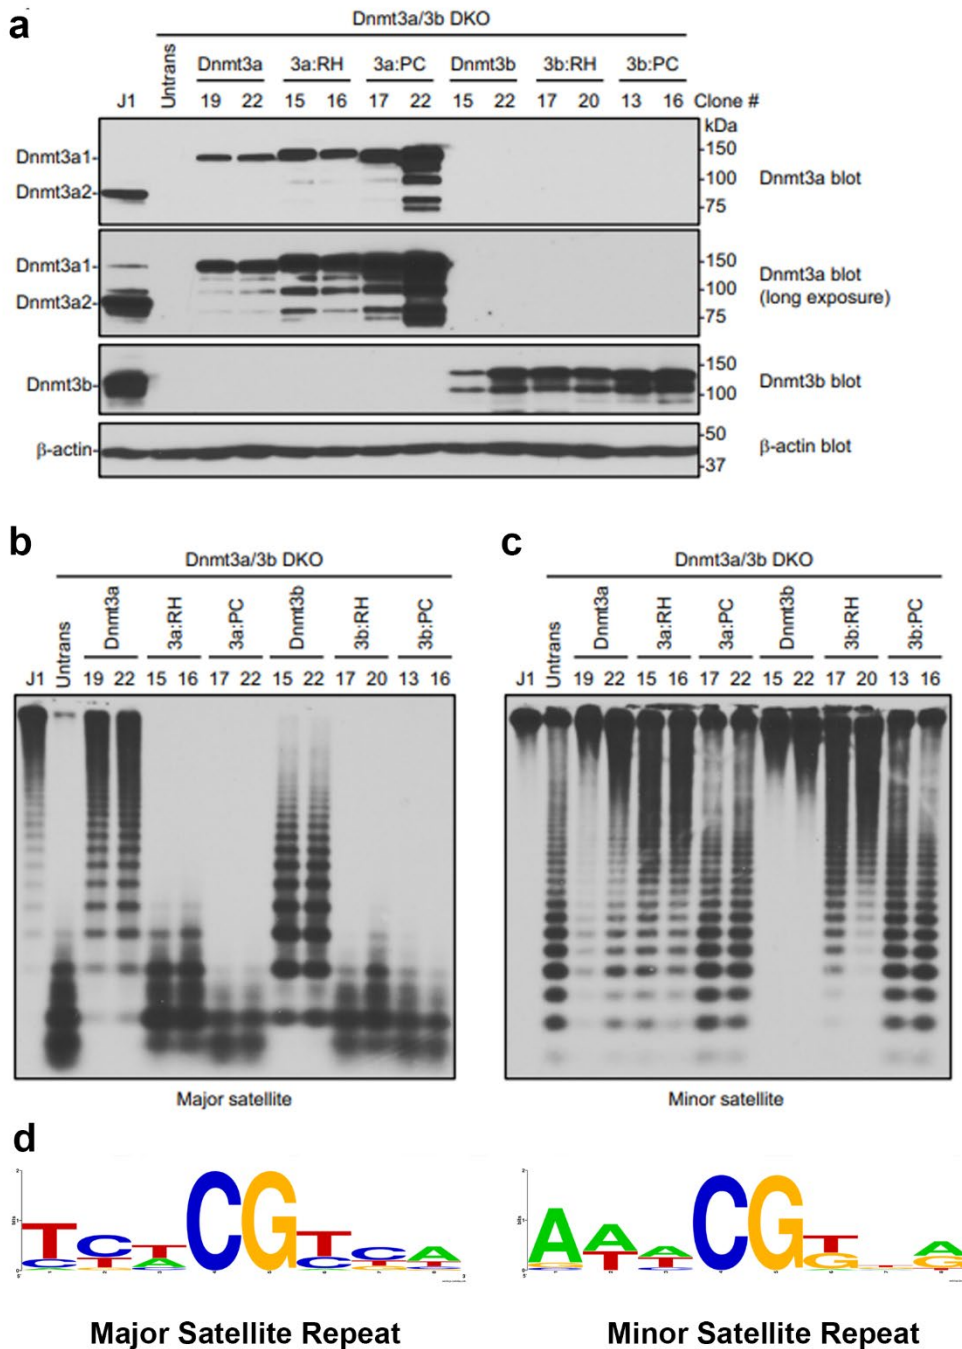 a
Dnmt3a/3b DKO
Untrans
Dnmt3a 3a:RH 3a:PC Dnmt3b 3b:RH 3b:PC
J1 19 22 15 16 17 22 15 22 17 20 13 16 Clone #
kDa
Dnmt3a1 150
100 Dnmt3a blot
Dnmt3a2 75
Dnmt3a1 150
Dnmt3a blot
100 (long exposure)
Dnmt3a2 75
150
Dnmt3b Dnmt3b blot
100
50
β-actin β-actin blot
37
b
Dnmt3a/3b DKO
Untrans Dnmt3a 3a:RH 3a:PC Dnmt3b 3b:RH 3b:PC
J1 19 22 15 16 17 22 15 22 17 20 13 16
Major satellite
c
Dnmt3a/3b DKO
Untrans Dnmt3a 3a:RH 3a:PC Dnmt3b 3b:RH 3b:PC
J1 19 22 15 16 17 22 15 22 17 20 13 16
Minor satellite
d
T C T C G T C A
C T A C T
A A A C G T A
T G G
Major Satellite Repeat
Minor Satellite Repeat